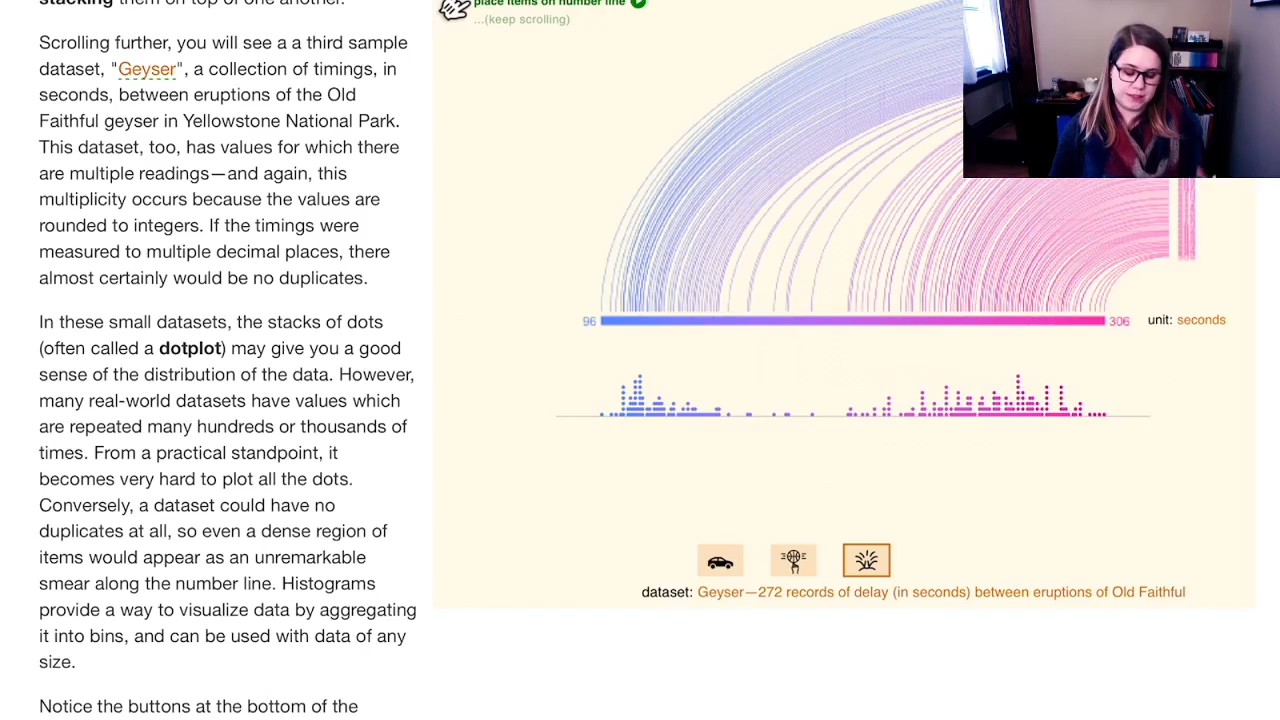 stacking them on top of one another.
Scrolling further, you will see a a third sample
dataset, "Geyser", a collection of timings, in
seconds, between eruptions of the Old
Faithful geyser in Yellowstone National Park.
This dataset, too, has values for which there
are multiple readings—and again, this
multiplicity occurs because the values are
rounded to integers. If the timings were
measured to multiple decimal places, there
almost certainly would be no duplicates.
In these small datasets, the stacks of dots
(often called a dotplot) may give you a good
sense of the distribution of the data. However,
many real-world datasets have values which
are repeated many hundreds or thousands of
times. From a practical standpoint, it
becomes very hard to plot all the dots.
Conversely, a dataset could have no
duplicates at all, so even a dense region of
items would appear as an unremarkable
smear along the number line. Histograms
provide a way to visualize data by aggregating
it into bins, and can be used with data of any
size.
Notice the buttons at the bottom of the
place items on number line
...(keep scrolling)
96
306
unit: seconds
dataset: Geyser—272 records of delay (in seconds) between eruptions of Old Faithful